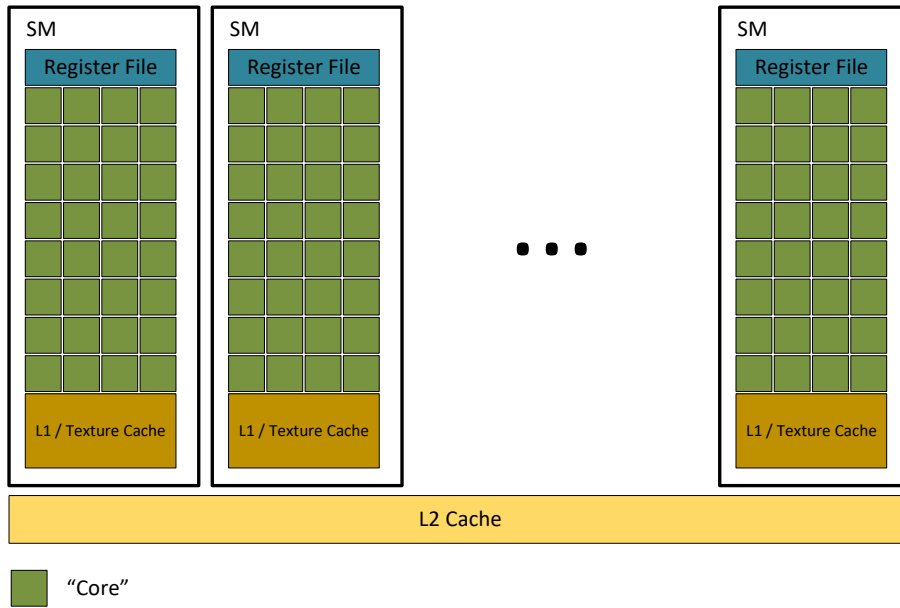 SM
Register File
L1 / Texture Cache
SM
Register File
L1 / Texture Cache
SM
Register File
L1 / Texture Cache
L2 Cache
“Core”